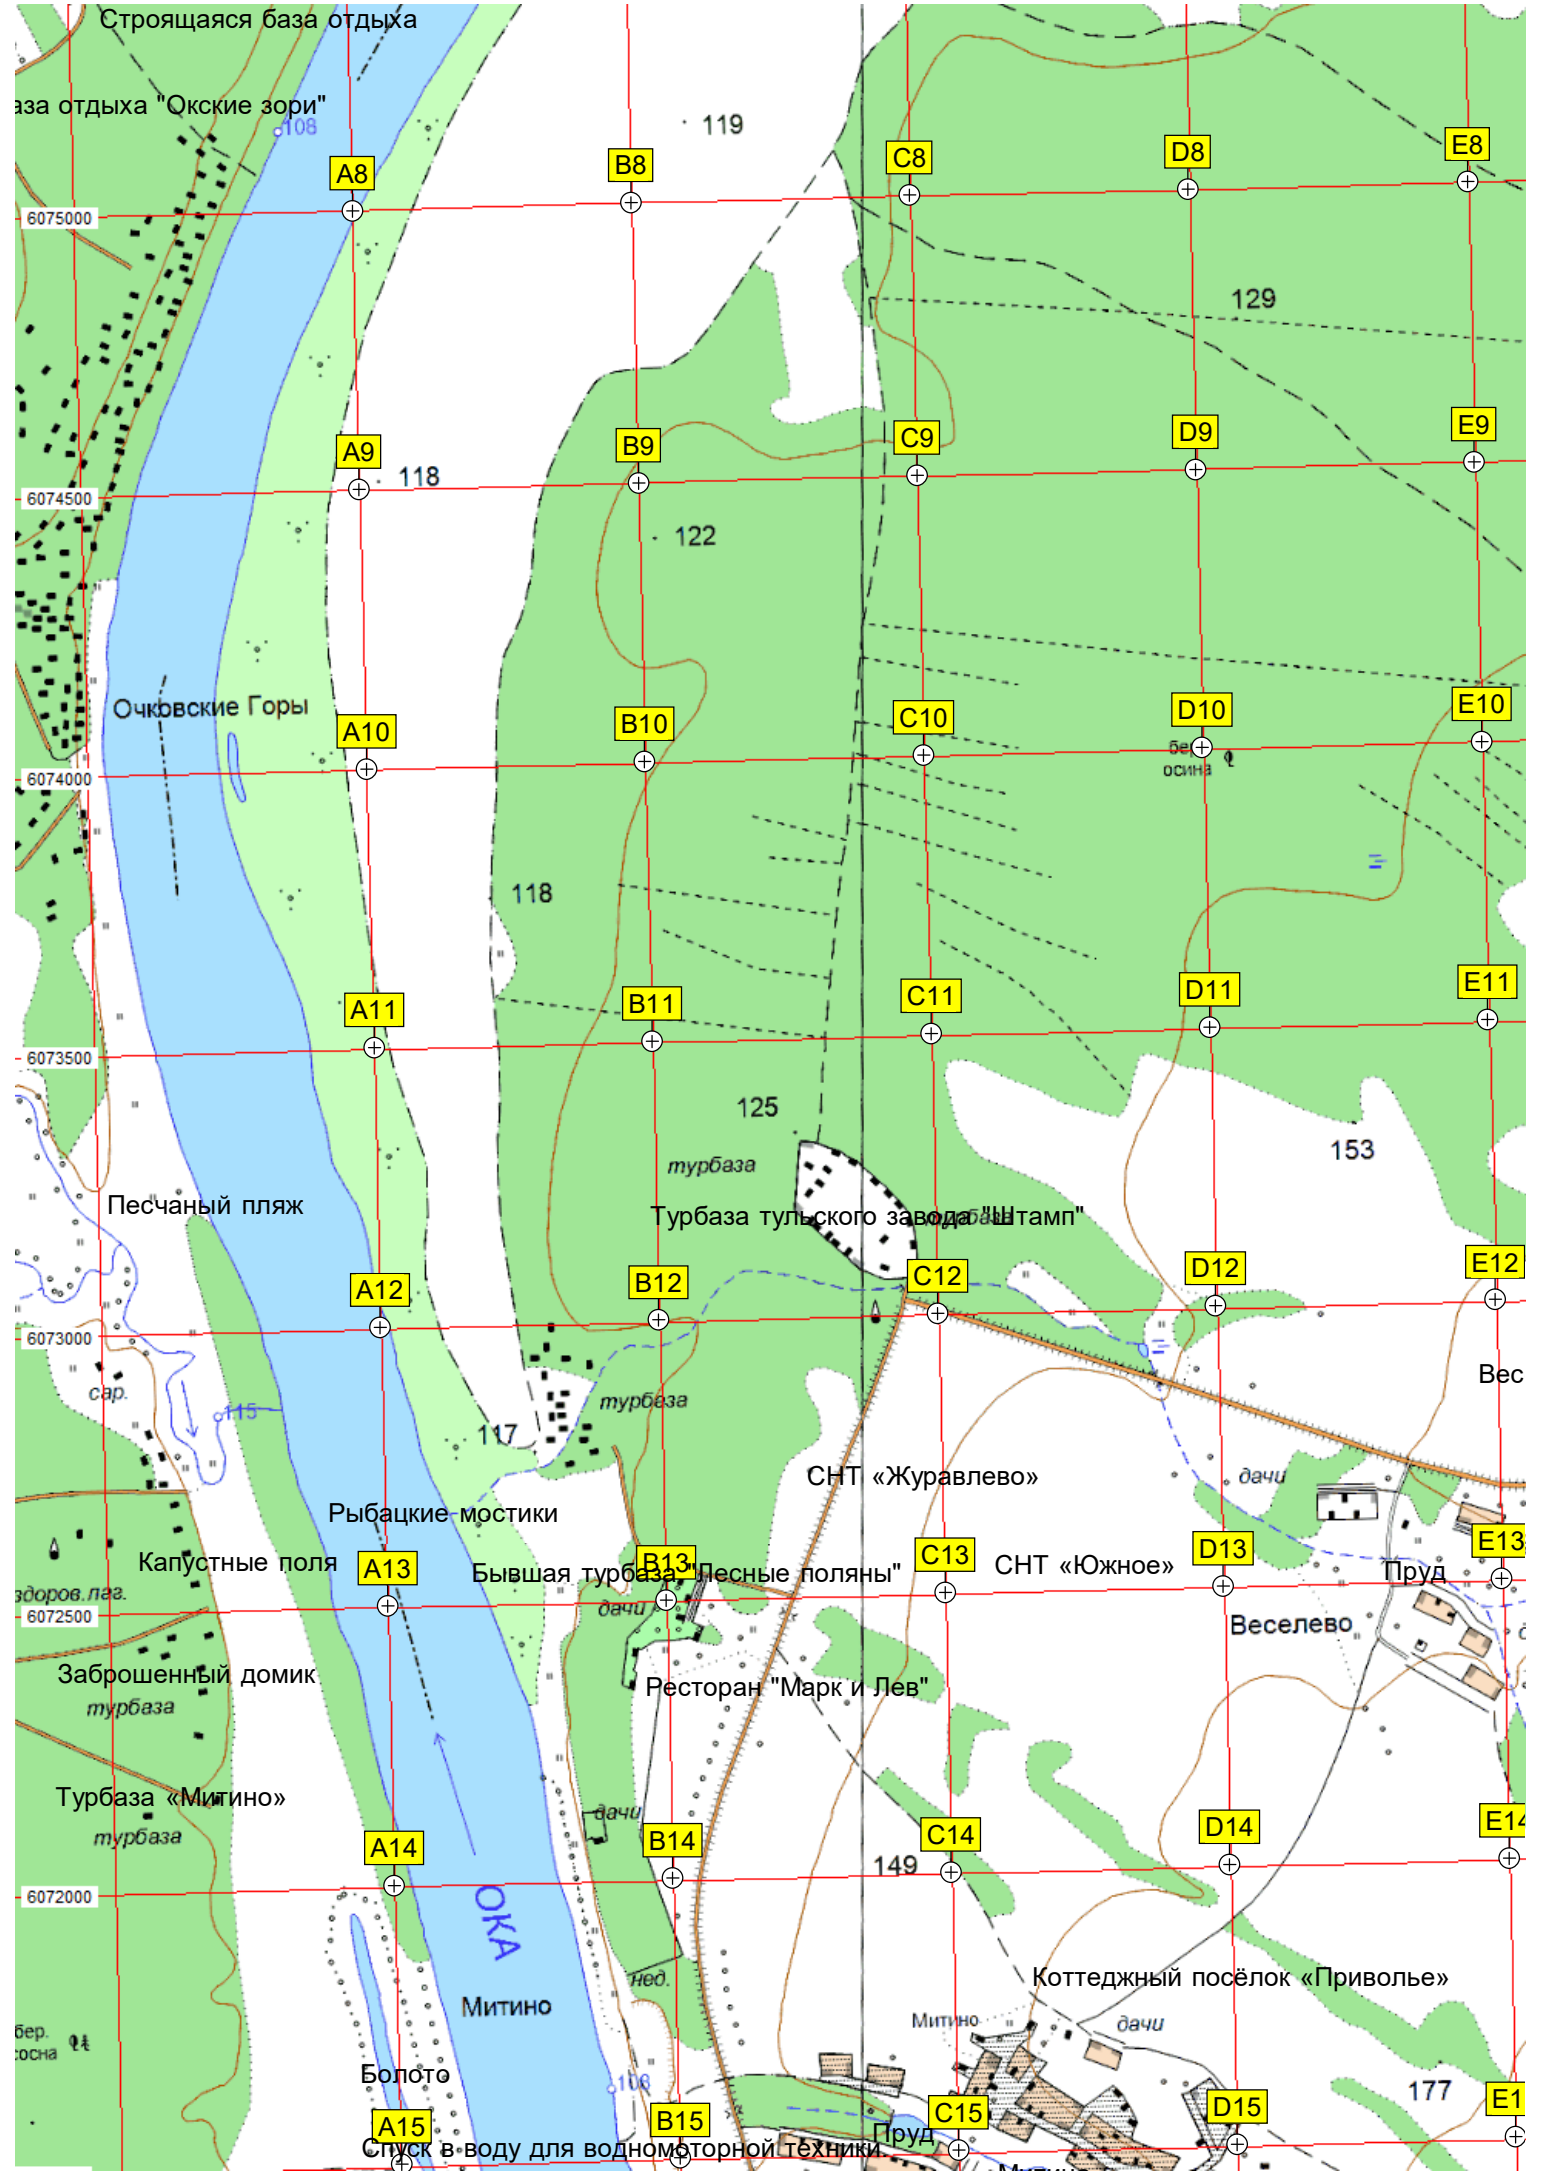 Строящаяся база отдыха
аза отдыха "Окские зори"
108
119
A8
B8
C8
D8
E8
6075000
129
A9
B9
C9
D9
E9
118
6074500
122
Очковские Горы
A10
B10
C10
D10
E10
осина
6074000
118
A11
B11
C11
D11
E11
6073500
125
153
турбаза
Песчаный пляж
Турбаза тульского завода "Штамп"
турбаза
A12
B12
C12
D12
E12
6073000
Вес
сар.
115
турбаза
117
СНТ «Журавлево»
дачи
Рыбацкие мостики
Капустные поля
A13
B13
C13
D13
E13
Бывшая турбаза "Лесные поляны"
СНТ «Южное»
Пруд
здоров.лаг.
дачи
6072500
Веселево
Заброшенный домик
турбаза
Ресторан "Марк и Лев"
Турбаза «Митино»
дачи
турбаза
A14
B14
C14
D14
E14
149
6072000
ОКА
нед.
Коттеджный посёлок «Приволье»
Митино
Митино
дачи
бер.
сосна
Болото
108
177
A15
B15
C15
D15
E1
Пруд
Спуск в воду для водномоторной техники